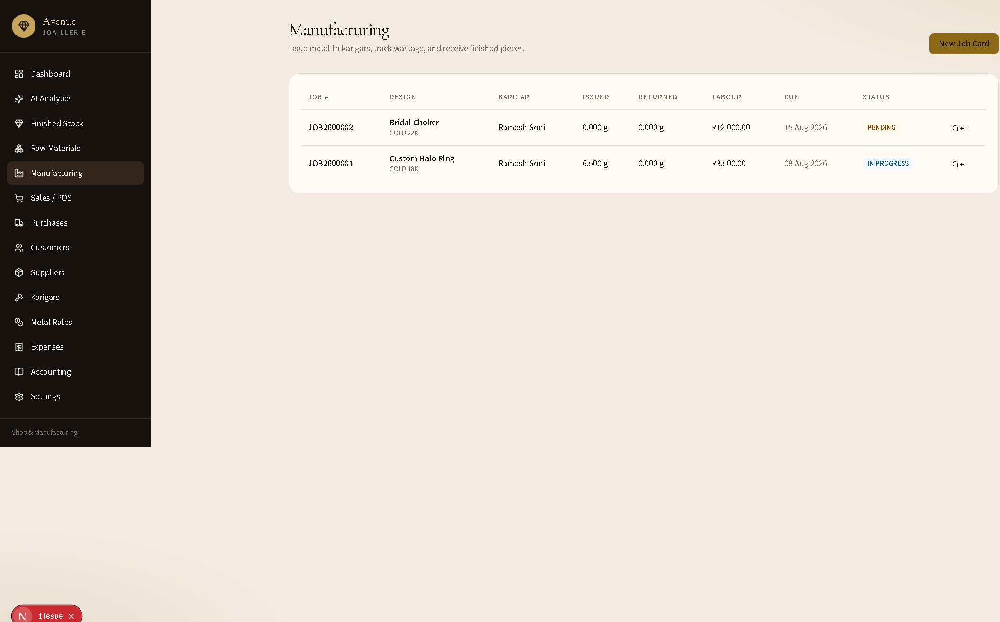 Avenue
JOAILLERIE
Dashboard
AI Analytics
Finished Stock
Raw Materials
Manufacturing
Sales / POS
Purchases
Customers
Suppliers
Karigars
Metal Rates
Expenses
Accounting
Settings
Shop & Manufacturing
N 1 Issue
Manufacturing
Issue metal to karigars, track wastage, and receive finished pieces.
New Job Card
JOB # DESIGN KARIGAR ISSUED RETURNED LABOUR DUE STATUS
JOB2600002 Bridal Choker Ramesh Soni 0.000 g 0.000 g ₹12,000.00 15 Aug 2026 PENDING Open
GOLD 22K
JOB2600001 Custom Halo Ring Ramesh Soni 6.500 g 0.000 g ₹3,500.00 08 Aug 2026 IN PROGRESS Open
GOLD 18K